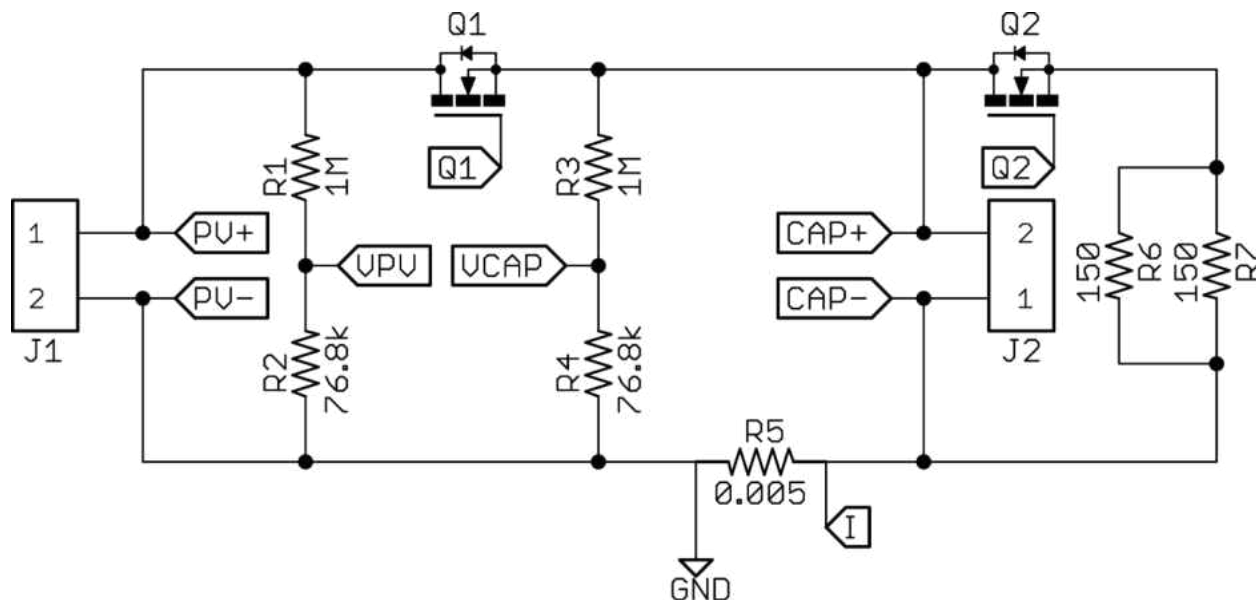 Q1
Q2
R1
1M
Q1
R3
1M
Q2
1
PV+
VPV
VCAP
CAP+
2
150
R6
150
R7
2
PV-
CAP-
1
J1
J2
R2
76.8k
R4
76.8k
R5
0.005
I
GND